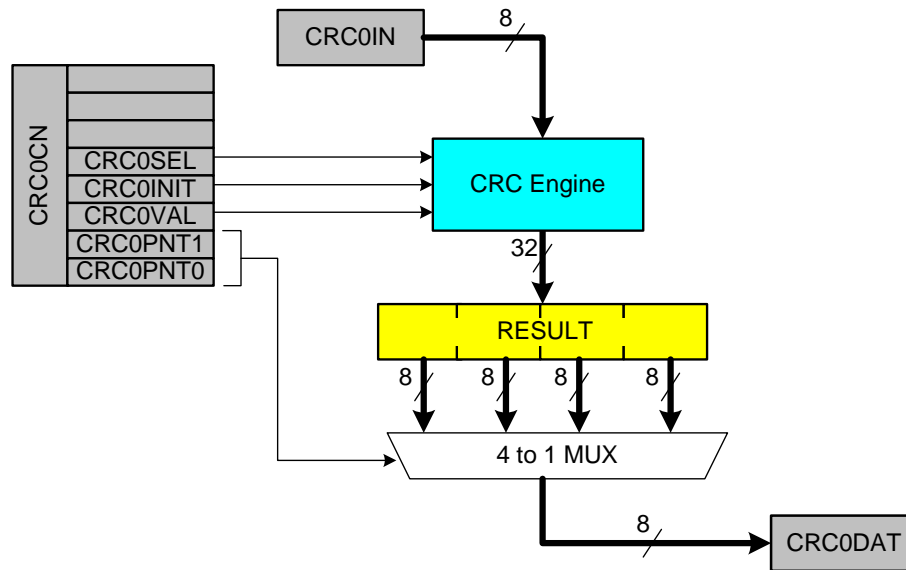 CRC0IN
8
CRC0CN
CRC0SEL
CRC0INIT
CRC0VAL
CRC0PNT1
CRC0PNT0
CRC Engine
32
RESULT
8
8
8
8
4 to 1 MUX
8
CRC0DAT